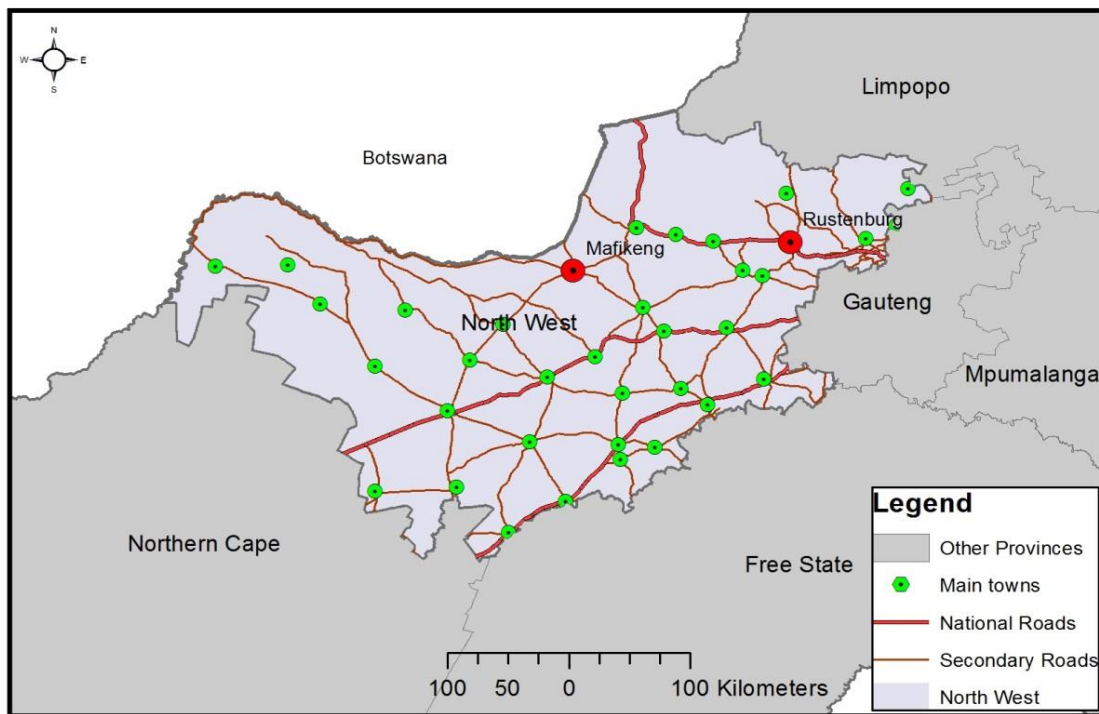 N
W E
S
Limpopo
Botswana
Rustenburg
Mafikeng
Gauteng
North West
Mpumalanga
Legend
Other Provinces
Northern Cape
Free State
Main towns
National Roads
Secondary Roads
100 50 0 100 Kilometers
North West